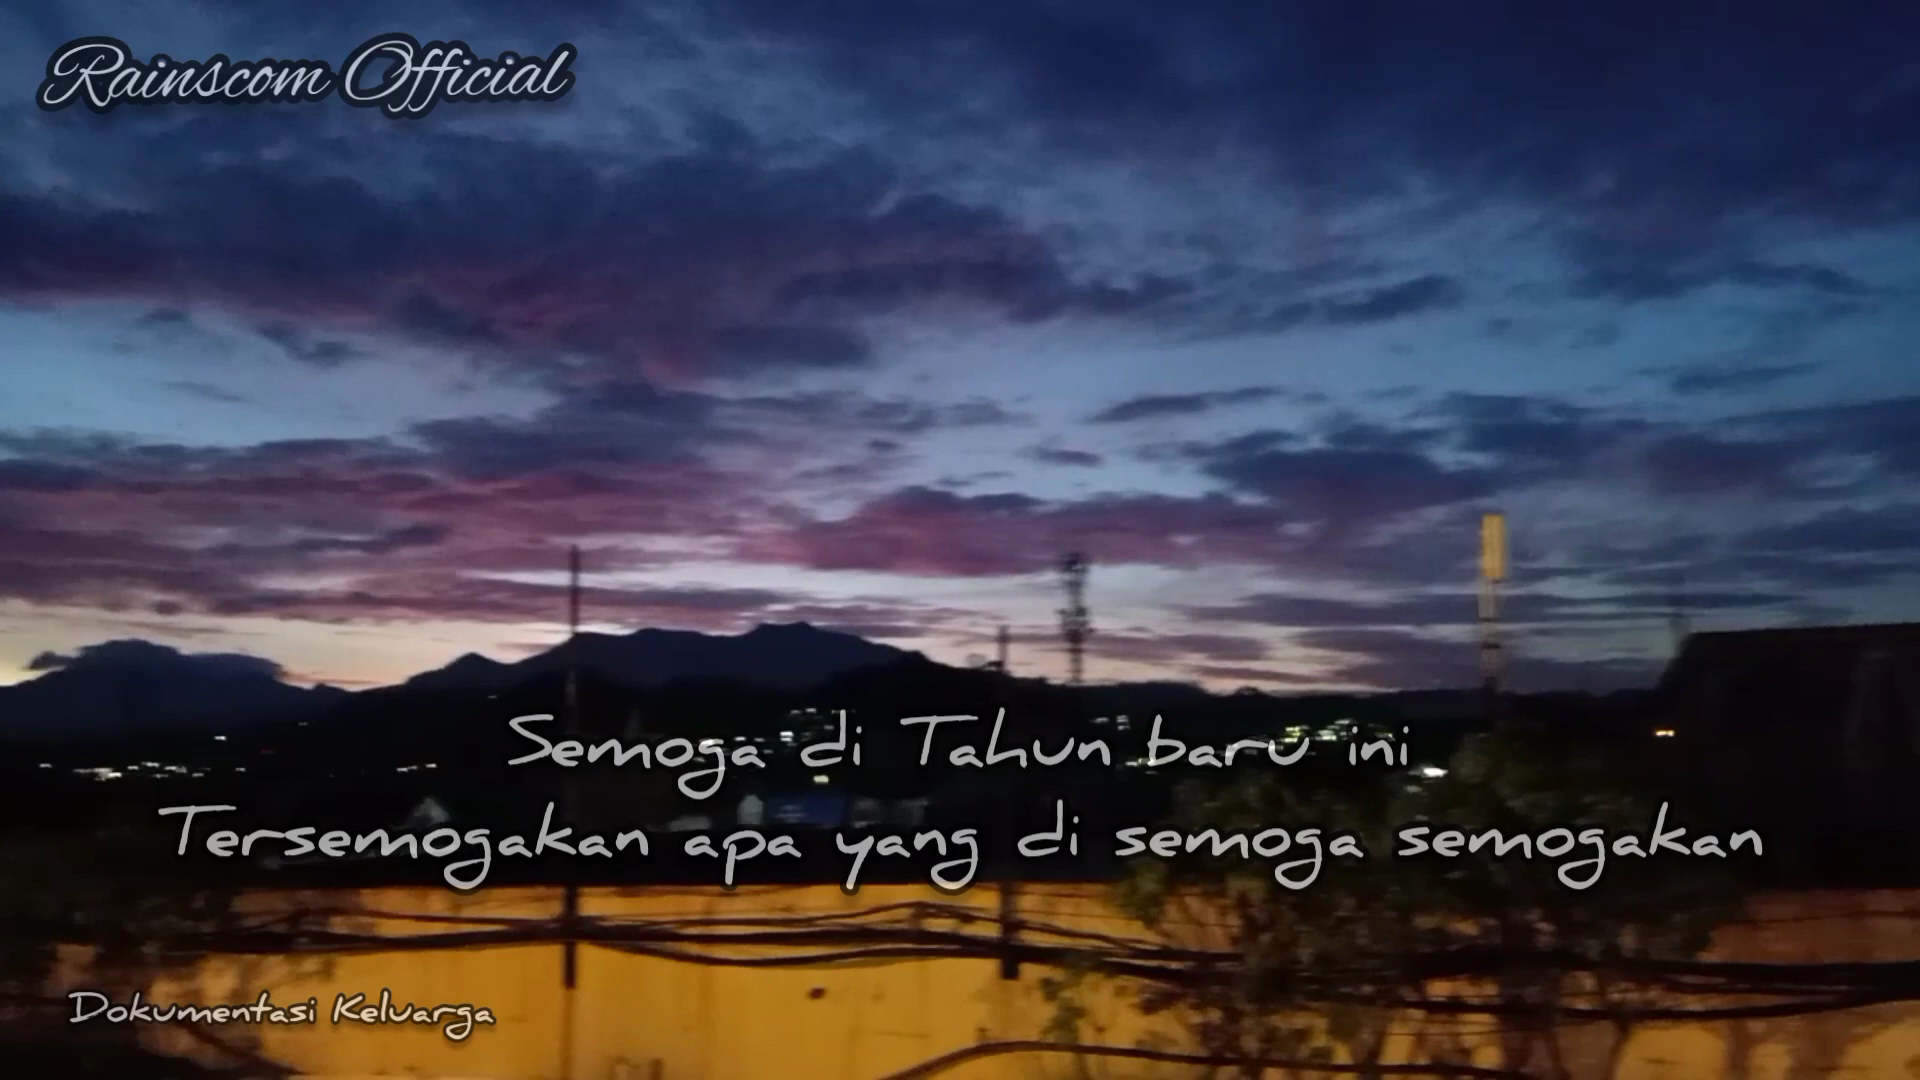 Rainscom Official
Semoga di Tahun baru ini
Tersemogakan apa yang di semoga semogakan
Dokumentasi Keluarga